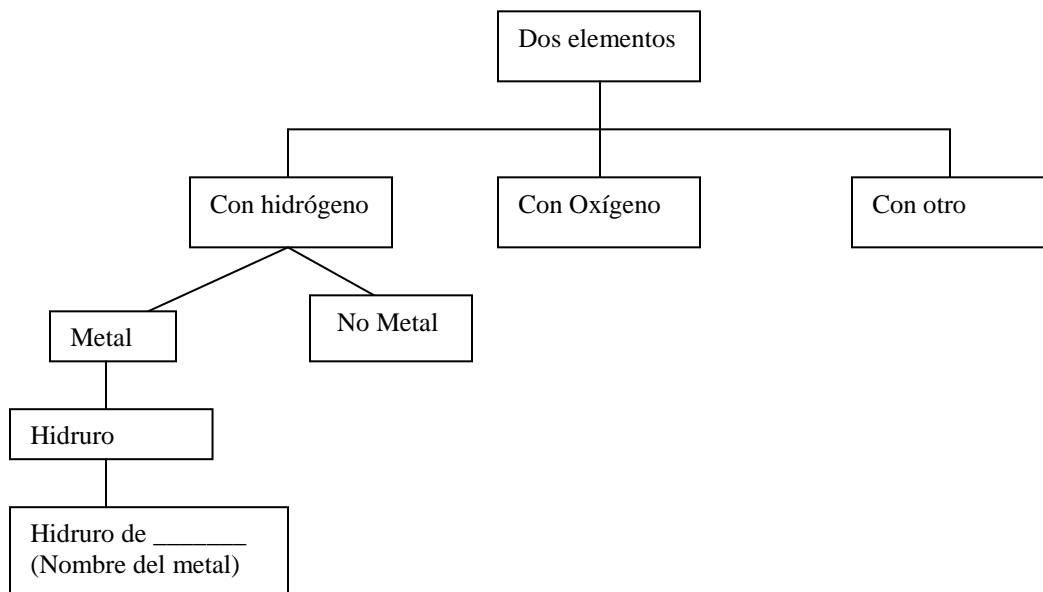 Dos elementos
Con hidrógeno
Con Oxígeno
Con otro
Metal
No Metal
Hidruro
Hidruro de _______
(Nombre del metal)